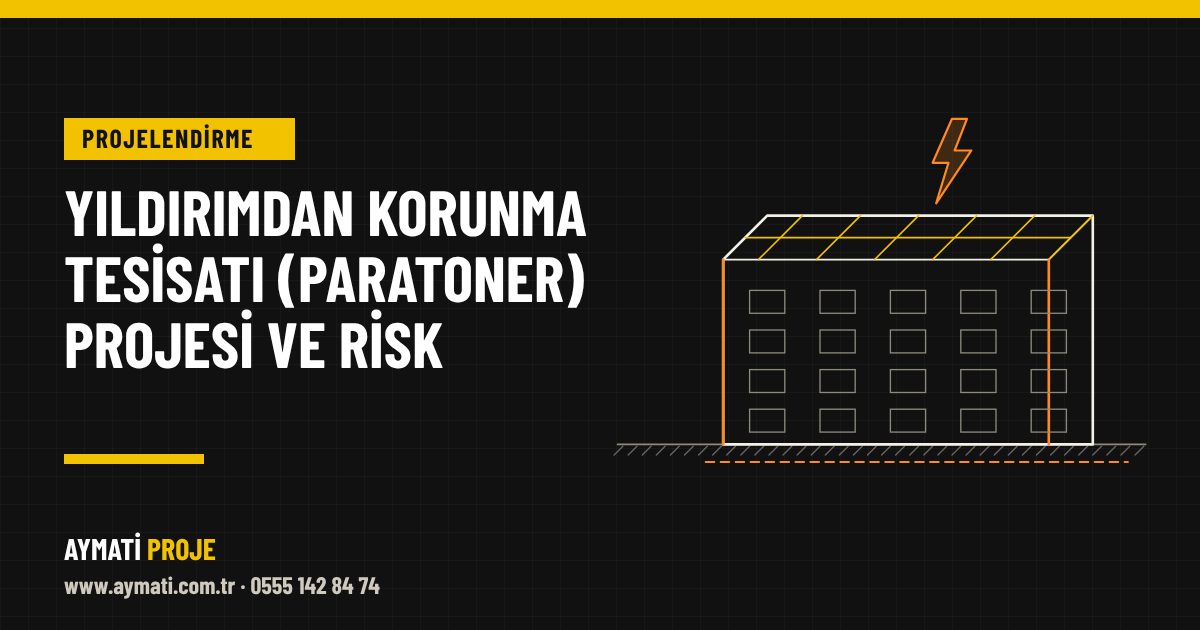 PROJELENDİRME
YILDIRIMDAN KORUNMA
TESİSATI (PARATONER)
PROJESİ VE RİSK
AYMATİ PROJE
www.aymati.com.tr · 0555 142 84 74